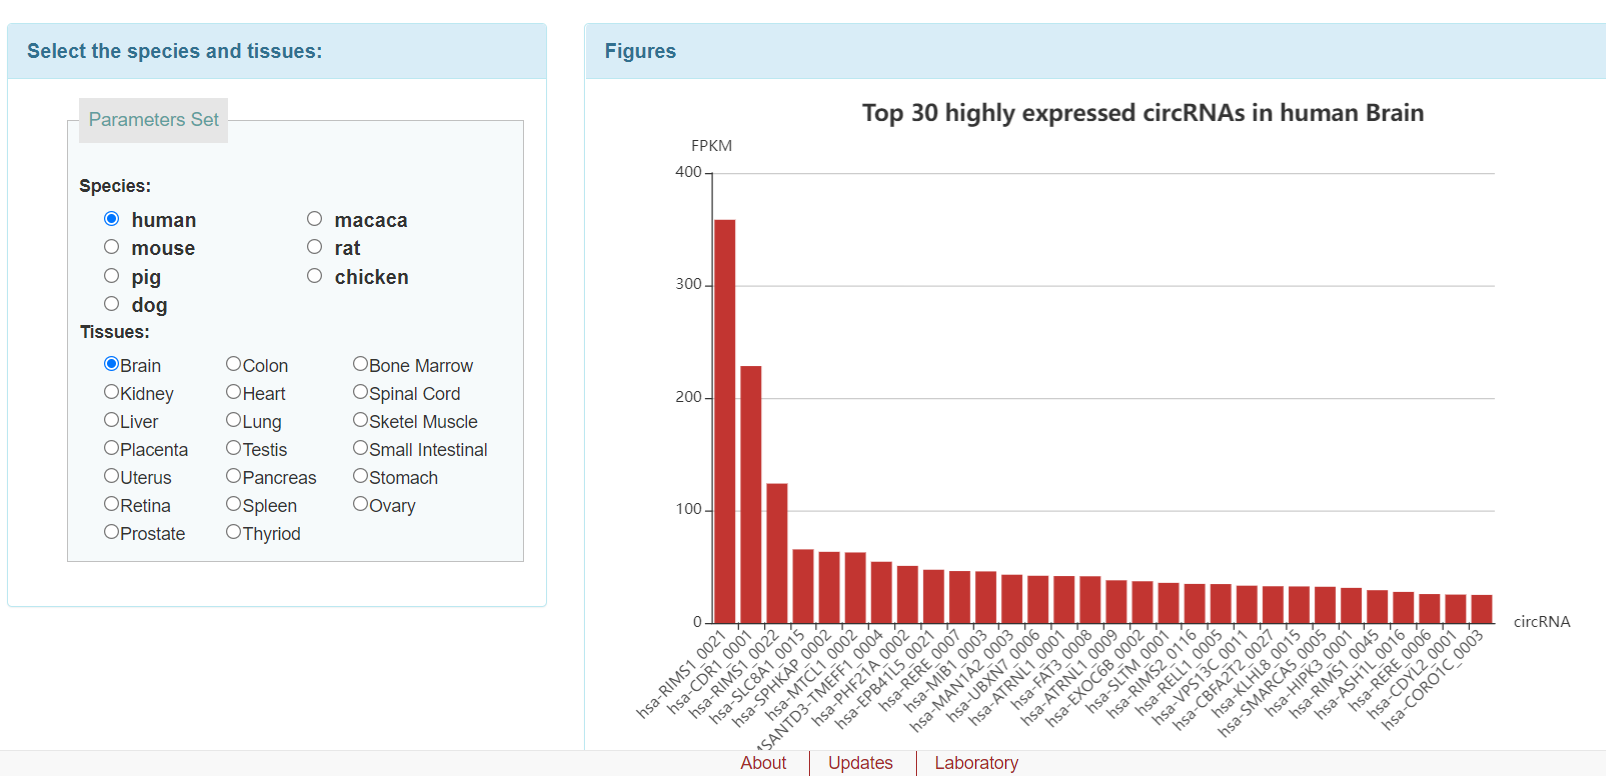 Select the species and tissues:
Parameters Set
Species:
human macaca
mouse rat
pig chicken
dog
Tissues:
Brain Colon Bone Marrow
Kidney Heart Spinal Cord
Liver Lung Sketel Muscle
Placenta Testis Small Intestinal
Uterus Pancreas Stomach
Retina Spleen Ovary
Prostate Thyriod
Figures
Top 30 highly expressed circRNAs in human Brain
FPKM
400
300
200
100
0
circRNA
hsa-RIMS1_0021
hsa-CDR1_0001
hsa-RIMS1_0022
hsa-SLC8A1_0015
hsa-SPHKAP_0002
hsa-MTCL1_0002
MSANTD3-TMEFF1_0004
hsa-PHF21A_0002
hsa-EPB41L5_0021
hsa-RERE_0007
hsa-MIB1_0003
hsa-MAN1A2_0003
hsa-UBXN7_0006
hsa-ATRNL1_0001
hsa-FAT3_0008
hsa-ATRNL1_0009
hsa-EXOC6B_0002
hsa-SLTM_0001
hsa-RIMS2_0116
hsa-RELL1_0005
hsa-VPS13C_0011
hsa-CBFA2T2_0027
hsa-KLHL8_0015
hsa-SMARCA5_0005
hsa-HIPK3_0001
hsa-RIMS1_0045
hsa-ASH1L_0016
hsa-RERE_0006
hsa-CDYL2_0001
hsa-CORO1C_0003
About Updates Laboratory